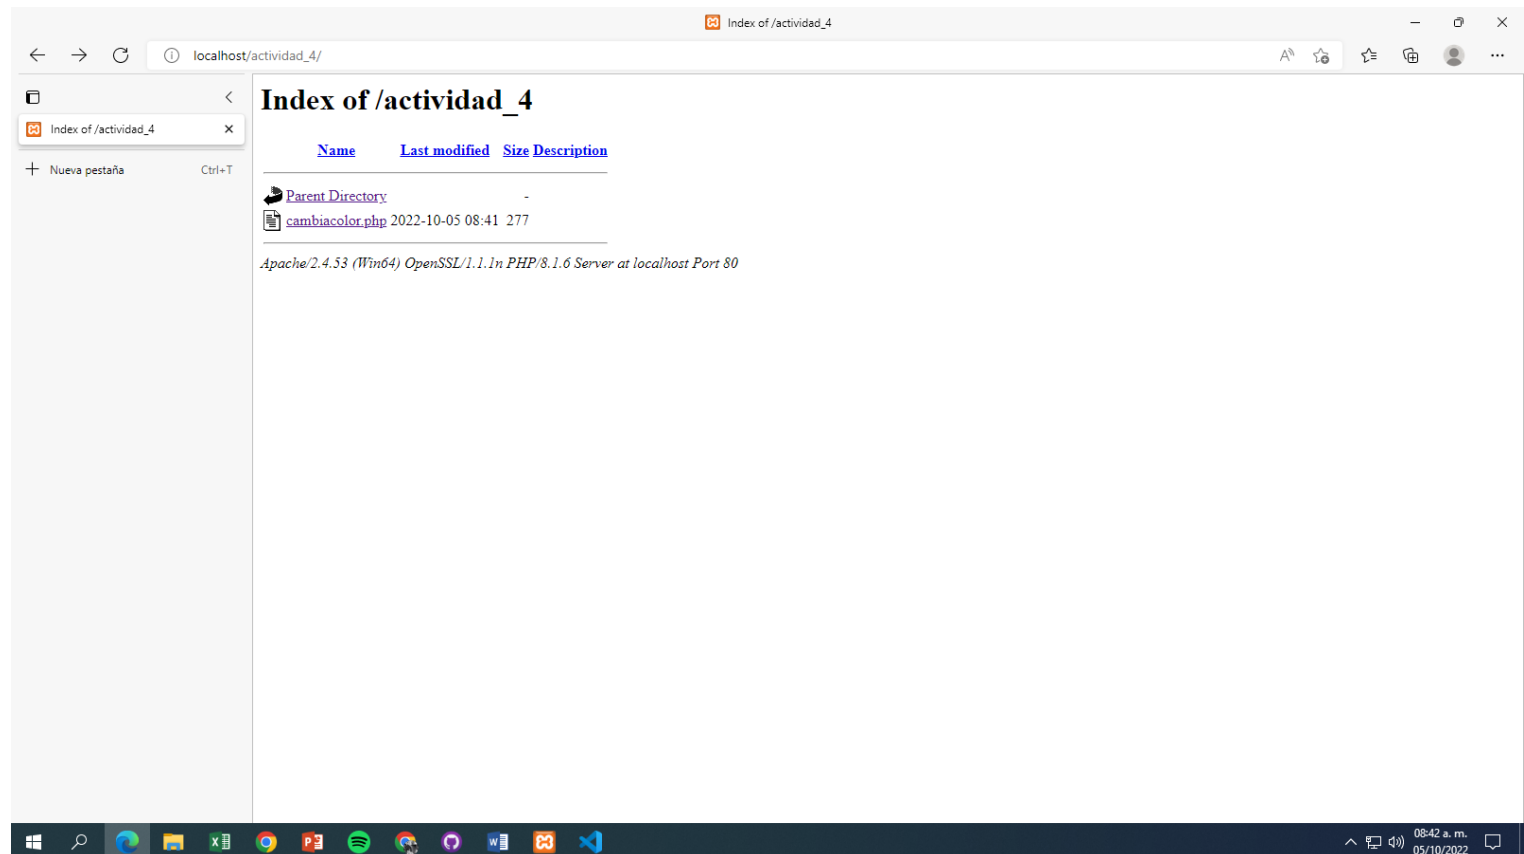 Index of /actividad_4
localhost/actividad_4/
Index of /actividad_4
Nueva pestaña Ctrl+T
Index of /actividad_4
Name Last modified Size Description
Parent Directory -
cambiacolor.php 2022-10-05 08:41 277
Apache/2.4.53 (Win64) OpenSSL/1.1.1n PHP/8.1.6 Server at localhost Port 80
08:42 a. m.
05/10/2022